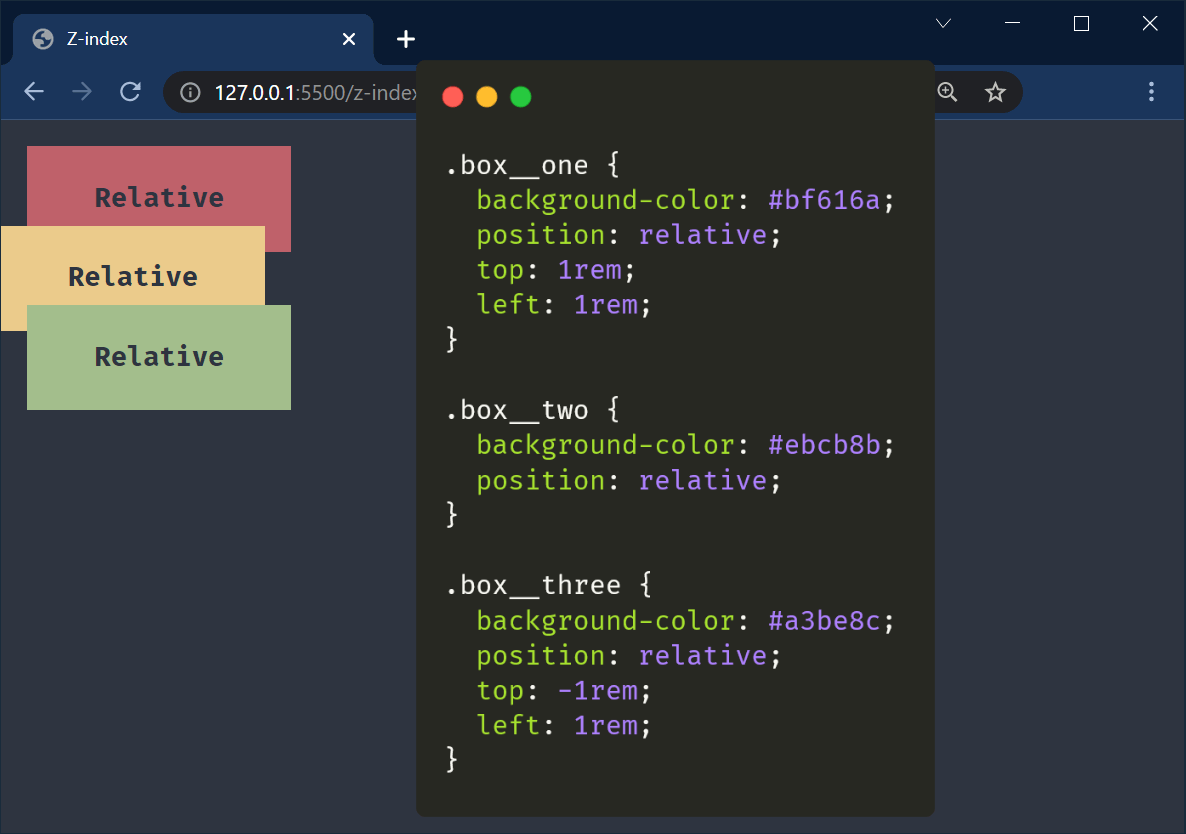 Z-index
127.0.0.1:5500/z-index
Relative
Relative
Relative
.box__one {
  background-color: #bf616a;
  position: relative;
  top: 1rem;
  left: 1rem;
}
.box__two {
  background-color: #ebcb8b;
  position: relative;
}
.box__three {
  background-color: #a3be8c;
  position: relative;
  top: -1rem;
  left: 1rem;
}